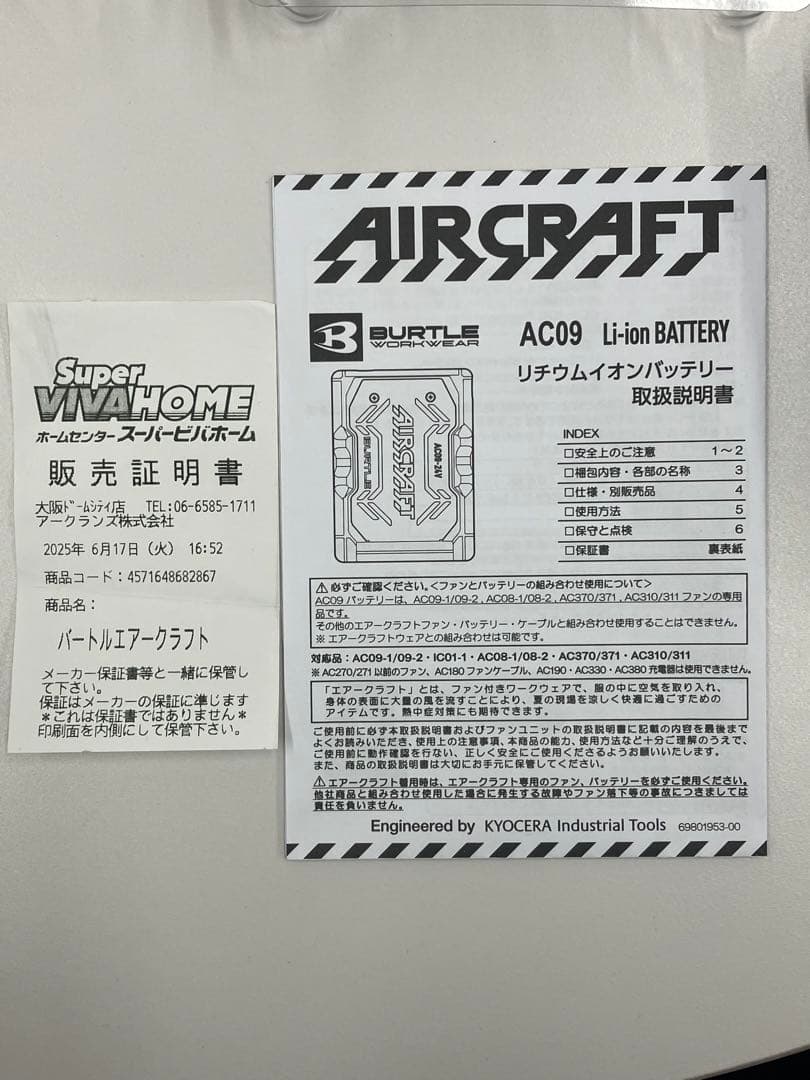 Super
VIVAHOME
ホームセンター スーパービバホーム
販売証明書
大阪ﾄﾞｰﾑｼﾃｨ店 TEL:06-6585-1711
アークランズ株式会社
2025年 6月17日（火） 16:52
商品コード：4571648682867
商品名：
バートルエアークラフト
メーカー保証書等と一緒に保管し
て下さい。
保証はメーカーの保証に準じます
＊これは保証書ではありません＊
印刷面を内側にして保管下さい。
AIRCRAFT
B BURTLE
WORKWEAR
AC09 Li-ion BATTERY
リチウムイオンバッテリー
取扱説明書
AIRCRAFT
BURTLE
AC09-24V
INDEX
□安全上のご注意 1〜2
□梱包内容・各部の名称 3
□仕様・別販売品 4
□使用方法 5
□保守と点検 6
□保証書 裏表紙
⚠必ずご確認ください。＜ファンとバッテリーの組み合わせ使用について＞
AC09 バッテリーは、AC09-1/09-2 , AC08-1/08-2 , AC370/371 , AC310/311 ファンの専用
品です。
その他のエアークラフトファン・バッテリー・ケーブルと組み合わせ使用することはできません。
※ エアークラフトウェアとの組み合わせは可能です。
対応品：AC09-1/09-2・IC01-1・AC08-1/08-2・AC370/371・AC310/311
※ AC270/271 以前のファン、AC180 ファンケーブル、AC190・AC330・AC380 充電器は使用できません。
「エアークラフト」とは、ファン付きワークウェアで、服の中に空気を取り入れ、
身体の表面に大量の風を流すことにより、夏の現場を涼しく快適に過ごすための
アイテムです。熱中症対策にも期待できます。
ご使用前に必ず本取扱説明書およびファンユニットの取扱説明書に記載の内容を最後まで
よくお読みいただき、使用上の注意事項、本商品の能力、使用方法など十分ご理解のうえで、
ご使用前に動作確認を行ない、正しく安全にご使用くださるようお願いいたします。
また、商品の取扱説明書は大切にお手元に保管してください。
⚠エアークラフト着用時は、エアークラフト専用のファン、バッテリーを必ずご使用ください。
他社商品と組み合わせ使用した場合に発生する故障やファン落下等の事故につきましては
責任を負いません。
Engineered by KYOCERA Industrial Tools 69801953-00